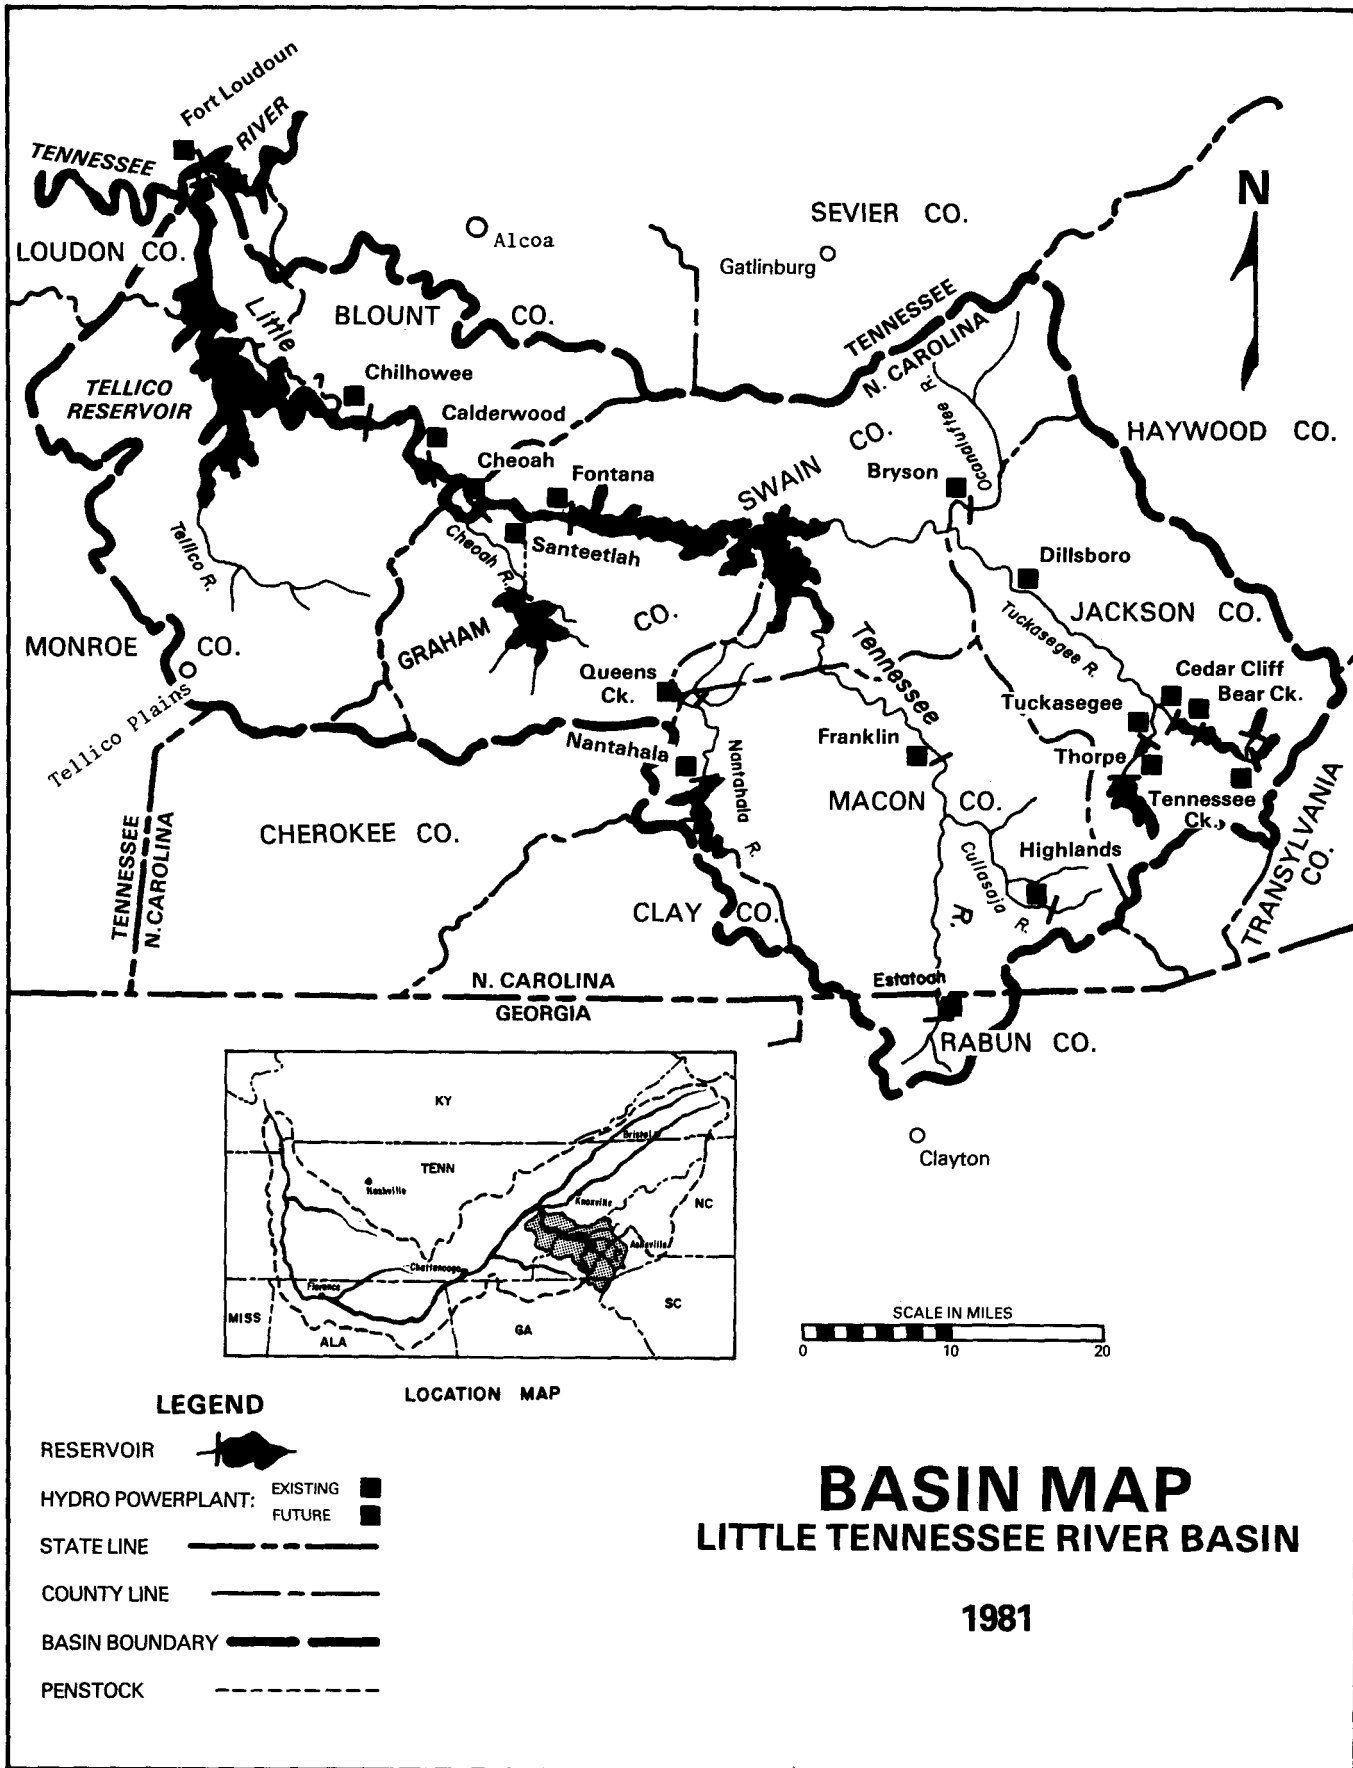 Fort Loudoun
TENNESSEE
RIVER
LOUDON CO.
Alcoa
SEVIER CO.
Gatlinburg
N
Little
BLOUNT CO.
TENNESSEE
N. CAROLINA
TELLICO
RESERVOIR
Chilhowee
Calderwood
Cheoah
Fontana
SWAIN CO.
Oconaluftee R.
Bryson
HAYWOOD CO.
Tellico R.
Cheoah R.
Santeetlah
Dillsboro
JACKSON CO.
Tuckasegee R.
MONROE CO.
GRAHAM CO.
Tennessee
Queens
Ck.
Cedar Cliff
Bear Ck.
Tuckasegee
Tellico Plains
Nantahala
Nantahala R.
Franklin
Thorpe
Tennessee
Ck.
MACON CO.
CHEROKEE CO.
TENNESSEE
N. CAROLINA
Highlands
Cullasaja R.
TRANSYLVANIA
CO.
CLAY CO.
R.
N. CAROLINA
GEORGIA
Estatoah
RABUN CO.
Clayton
KY
TENN
Bristol
Nashville
Knoxville
NC
Asheville
Chattanooga
Florence
MISS
ALA
GA
SC
LOCATION MAP
SCALE IN MILES
0 10 20
LEGEND
RESERVOIR
HYDRO POWERPLANT: EXISTING
FUTURE
STATE LINE
COUNTY LINE
BASIN BOUNDARY
PENSTOCK
BASIN MAP
LITTLE TENNESSEE RIVER BASIN
1981